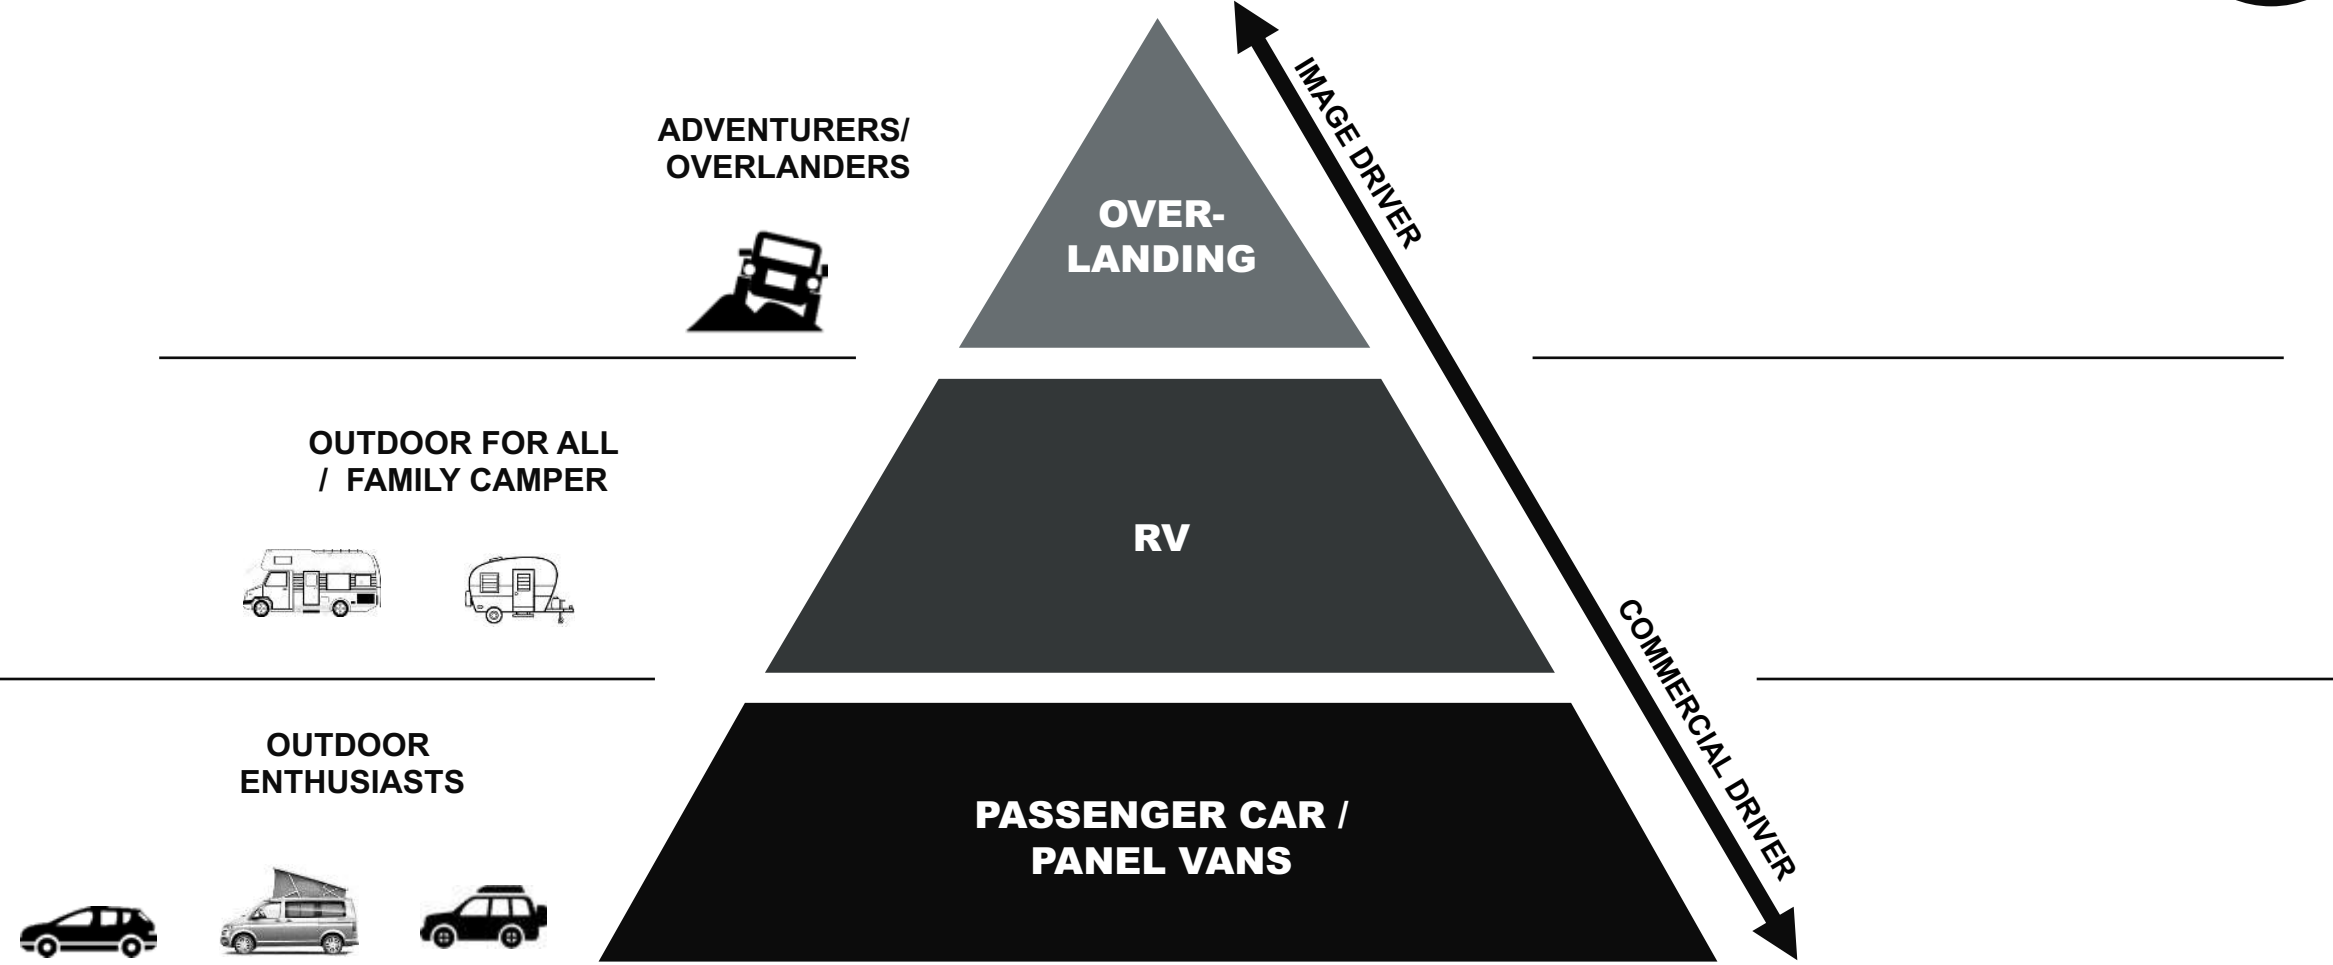 ADVENTURERS/
OVERLANDERS
OVER-
LANDING
IMAGE DRIVER
OUTDOOR FOR ALL
/ FAMILY CAMPER
RV
COMMERCIAL DRIVER
OUTDOOR
ENTHUSIASTS
PASSENGER CAR /
PANEL VANS